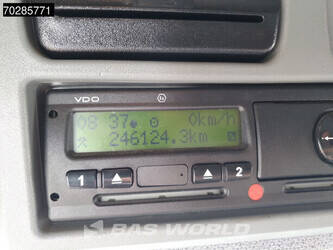 70285771
VDO
08 37 0km/h
246124.3km
1 2
BAS WORLD